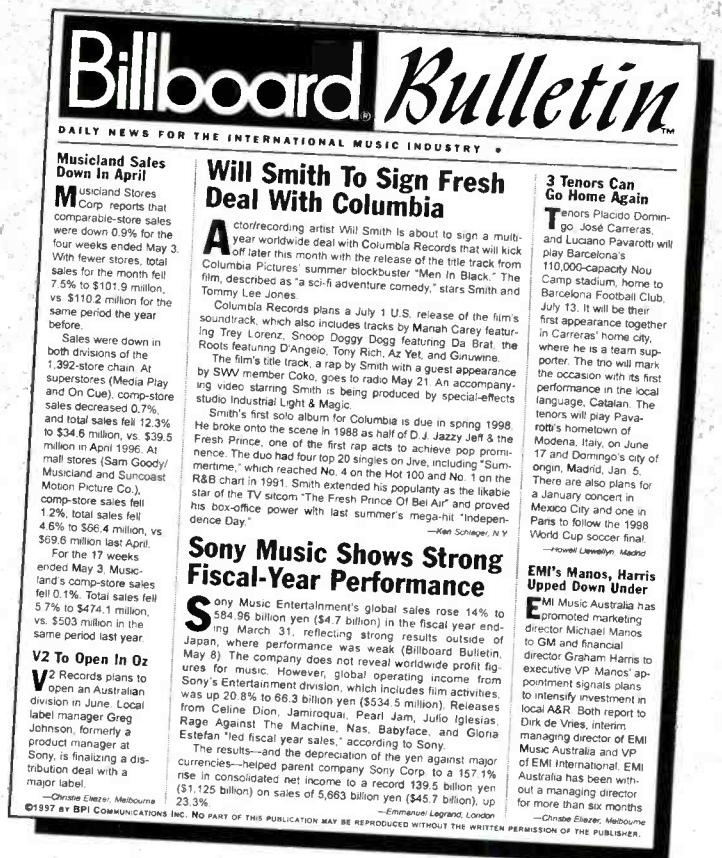 Billboard® Bulletin™
DAILY NEWS FOR THE INTERNATIONAL MUSIC INDUSTRY •
Musicland Sales
Down In April
Musicland Stores
Corp. reports that
comparable-store sales
were down 0.9% for the
four weeks ended May 3.
With fewer stores, total
sales for the month fell
7.5% to $101.9 million,
vs. $110.2 million for the
same period the year
before.
Sales were down in
both divisions of the
1,392-store chain. At
superstores (Media Play
and On Cue), comp-store
sales decreased 0.7%,
and total sales fell 12.3%
to $34.6 million, vs. $39.5
million in April 1996. At
mall stores (Sam Goody/
Musicland and Suncoast
Motion Picture Co.),
comp-store sales fell
1.2%, total sales fell
4.6% to $66.4 million, vs
$69.6 million last April.
For the 17 weeks
ended May 3, Music-
land's comp-store sales
fell 0.1%. Total sales fell
5.7% to $474.1 million,
vs. $503 million in the
same period last year.
V2 To Open In Oz
V2 Records plans to
open an Australian
division in June. Local
label manager Greg
Johnson, formerly a
product manager at
Sony, is finalizing a dis-
tribution deal with a
major label.
—Christie Eliezer, Melbourne
Will Smith To Sign Fresh
Deal With Columbia
Actor/recording artist Will Smith is about to sign a multi-
year worldwide deal with Columbia Records that will kick
off later this month with the release of the title track from
Columbia Pictures' summer blockbuster "Men In Black." The
film, described as "a sci-fi adventure comedy," stars Smith and
Tommy Lee Jones.
Columbia Records plans a July 1 U.S. release of the film's
soundtrack, which also includes tracks by Mariah Carey featur-
ing Trey Lorenz, Snoop Doggy Dogg featuring Da Brat, the
Roots featuring D'Angelo, Tony Rich, Az Yet, and Ginuwine.
The film's title track, a rap by Smith with a guest appearance
by SWV member Coko, goes to radio May 21. An accompany-
ing video starring Smith is being produced by special-effects
studio Industrial Light & Magic.
Smith's first solo album for Columbia is due in spring 1998.
He broke onto the scene in 1988 as half of D.J. Jazzy Jeff & the
Fresh Prince, one of the first rap acts to achieve pop promi-
nence. The duo had four top 20 singles on Jive, including "Sum-
mertime," which reached No. 4 on the Hot 100 and No. 1 on the
R&B chart in 1991. Smith extended his popularity as the likable
star of the TV sitcom "The Fresh Prince Of Bel Air" and proved
his box-office power with last summer's mega-hit "Indepen-
dence Day."
—Ken Schlager, N.Y.
Sony Music Shows Strong
Fiscal-Year Performance
Sony Music Entertainment's global sales rose 14% to
584.96 billion yen ($4.7 billion) in the fiscal year end-
ing March 31, reflecting strong results outside of
Japan, where performance was weak (Billboard Bulletin,
May 8). The company does not reveal worldwide profit fig-
ures for music. However, global operating income from
Sony's Entertainment division, which includes film activities,
was up 20.8% to 66.3 billion yen ($534.5 million). Releases
from Celine Dion, Jamiroquai, Pearl Jam, Julio Iglesias,
Rage Against The Machine, Nas, Babyface, and Gloria
Estefan "led fiscal year sales," according to Sony.
The results—and the depreciation of the yen against major
currencies—helped parent company Sony Corp. to a 157.1%
rise in consolidated net income to a record 139.5 billion yen
($1.125 billion) on sales of 5,663 billion yen ($45.7 billion), up
23.3%.
—Emmanuel Legrand, London
3 Tenors Can
Go Home Again
Tenors Placido Domin-
go, José Carreras,
and Luciano Pavarotti will
play Barcelona's
110,000-capacity Nou
Camp stadium, home to
Barcelona Football Club,
July 13. It will be their
first appearance together
in Carreras' home city,
where he is a team sup-
porter. The trio will mark
the occasion with its first
performance in the local
language, Catalan. The
tenors will play Pava-
rotti's hometown of
Modena, Italy, on June
17 and Domingo's city of
origin, Madrid, Jan. 5.
There are also plans for
a January concert in
Mexico City and one in
Paris to follow the 1998
World Cup soccer final.
—Howell Llewellyn, Madrid
EMI's Manos, Harris
Upped Down Under
EMI Music Australia has
promoted marketing
director Michael Manos
to GM and financial
director Graham Harris to
executive VP. Manos' ap-
pointment signals plans
to intensify investment in
local A&R. Both report to
Dirk de Vries, interim
managing director of EMI
Music Australia and VP
of EMI International. EMI
Australia has been with-
out a managing director
for more than six months
—Christie Eliezer, Melbourne
©1997 BY BPI COMMUNICATIONS INC. NO PART OF THIS PUBLICATION MAY BE REPRODUCED WITHOUT THE WRITTEN PERMISSION OF THE PUBLISHER.